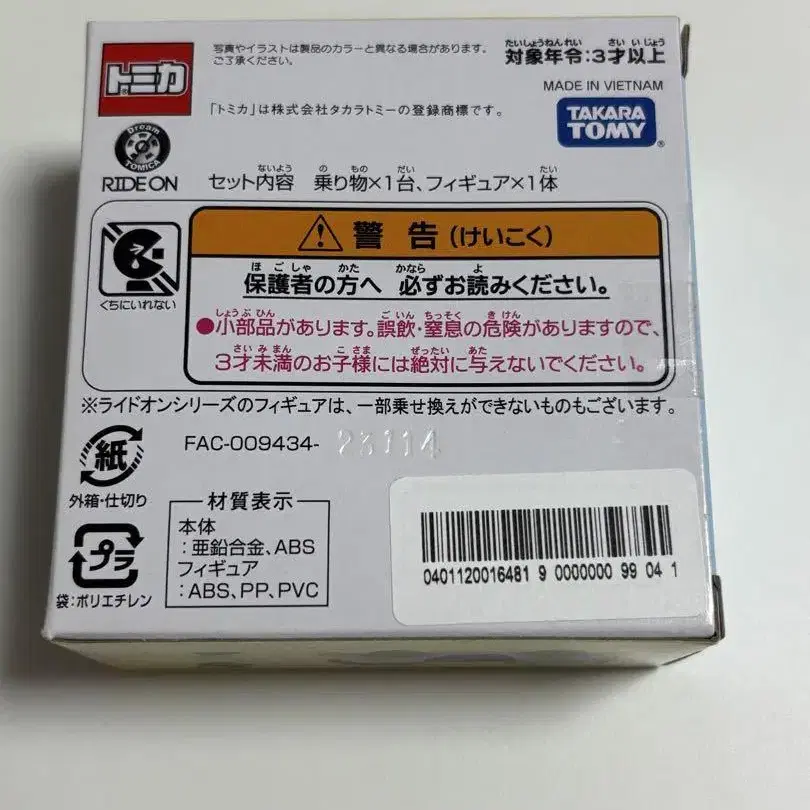 トミカ
写真やイラストは製品のカラーと異なる場合があります。
ご了承ください。
たいしょうねんれい さい いじょう
対象年令:3才以上
MADE IN VIETNAM
「トミカ」は株式会社タカラトミーの登録商標です。
TAKARA
TOMY
Dream
TOMICA
RIDE ON
ないよう の もの だい たい
セット内容 乗り物×1台、フィギュア×1体
警告(けいこく)
ほごしゃ かた かなら よ
保護者の方へ 必ずお読みください。
くちにいれない
しょうぶひん ごいん ちっそく きけん
●小部品があります。誤飲・窒息の危険がありますので、
さいみまん こさま ぜったい あた
3才未満のお子様には絶対に与えないでください。
※ライドオンシリーズのフィギュアは、一部乗せ換えができないものもございます。
紙
外箱・仕切り
FAC-009434- 23114
プラ
袋:ポリエチレン
材質表示
本体
:亜鉛合金、ABS
フィギュア
:ABS、PP、PVC
0401120016481 9 0000000 99 04 1